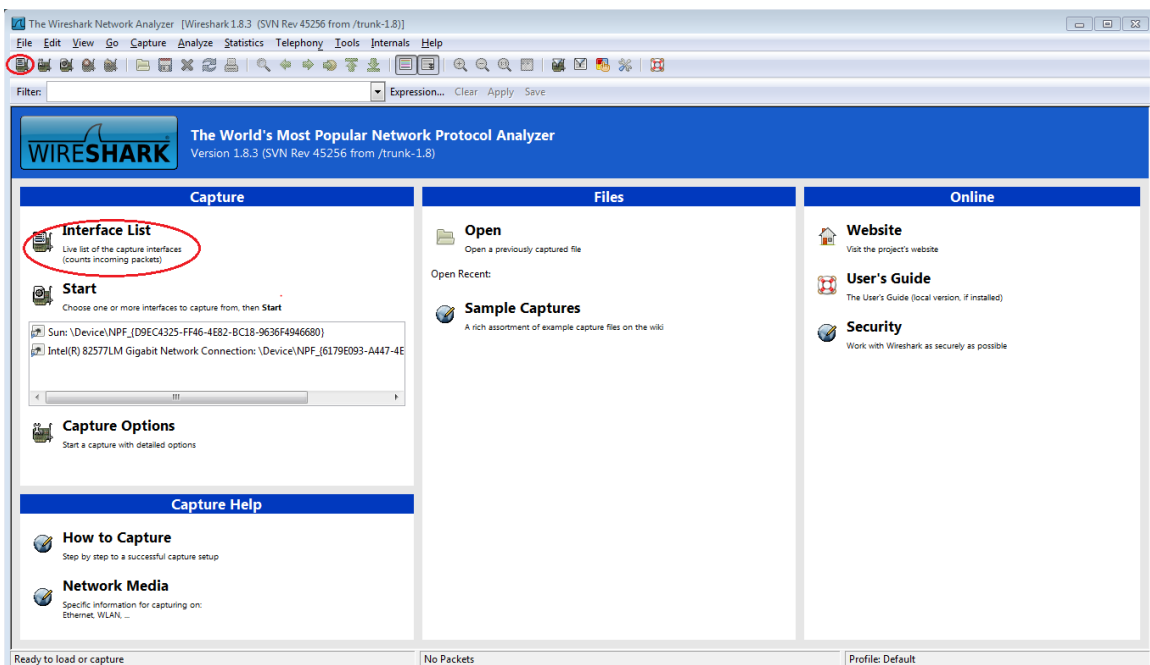 The Wireshark Network Analyzer [Wireshark 1.8.3 (SVN Rev 45256 from /trunk-1.8)]
File Edit View Go Capture Analyze Statistics Telephony Tools Internals Help
Filter: Expression... Clear Apply Save
WIRESHARK
The World's Most Popular Network Protocol Analyzer
Version 1.8.3 (SVN Rev 45256 from /trunk-1.8)
Capture
Interface List
Live list of the capture interfaces
(counts incoming packets)
Start
Choose one or more interfaces to capture from, then Start
Sun: \Device\NPF_{D9EC4325-FF46-4E82-BC18-9636F4946680}
Intel(R) 82577LM Gigabit Network Connection: \Device\NPF_{6179E093-A447-4E
Capture Options
Start a capture with detailed options
Capture Help
How to Capture
Step by step to a successful capture setup
Network Media
Specific information for capturing on:
Ethernet, WLAN, ...
Files
Open
Open a previously captured file
Open Recent:
Sample Captures
A rich assortment of example capture files on the wiki
Online
Website
Visit the project's website
User's Guide
The User's Guide (local version, if installed)
Security
Work with Wireshark as securely as possible
Ready to load or capture
No Packets
Profile: Default